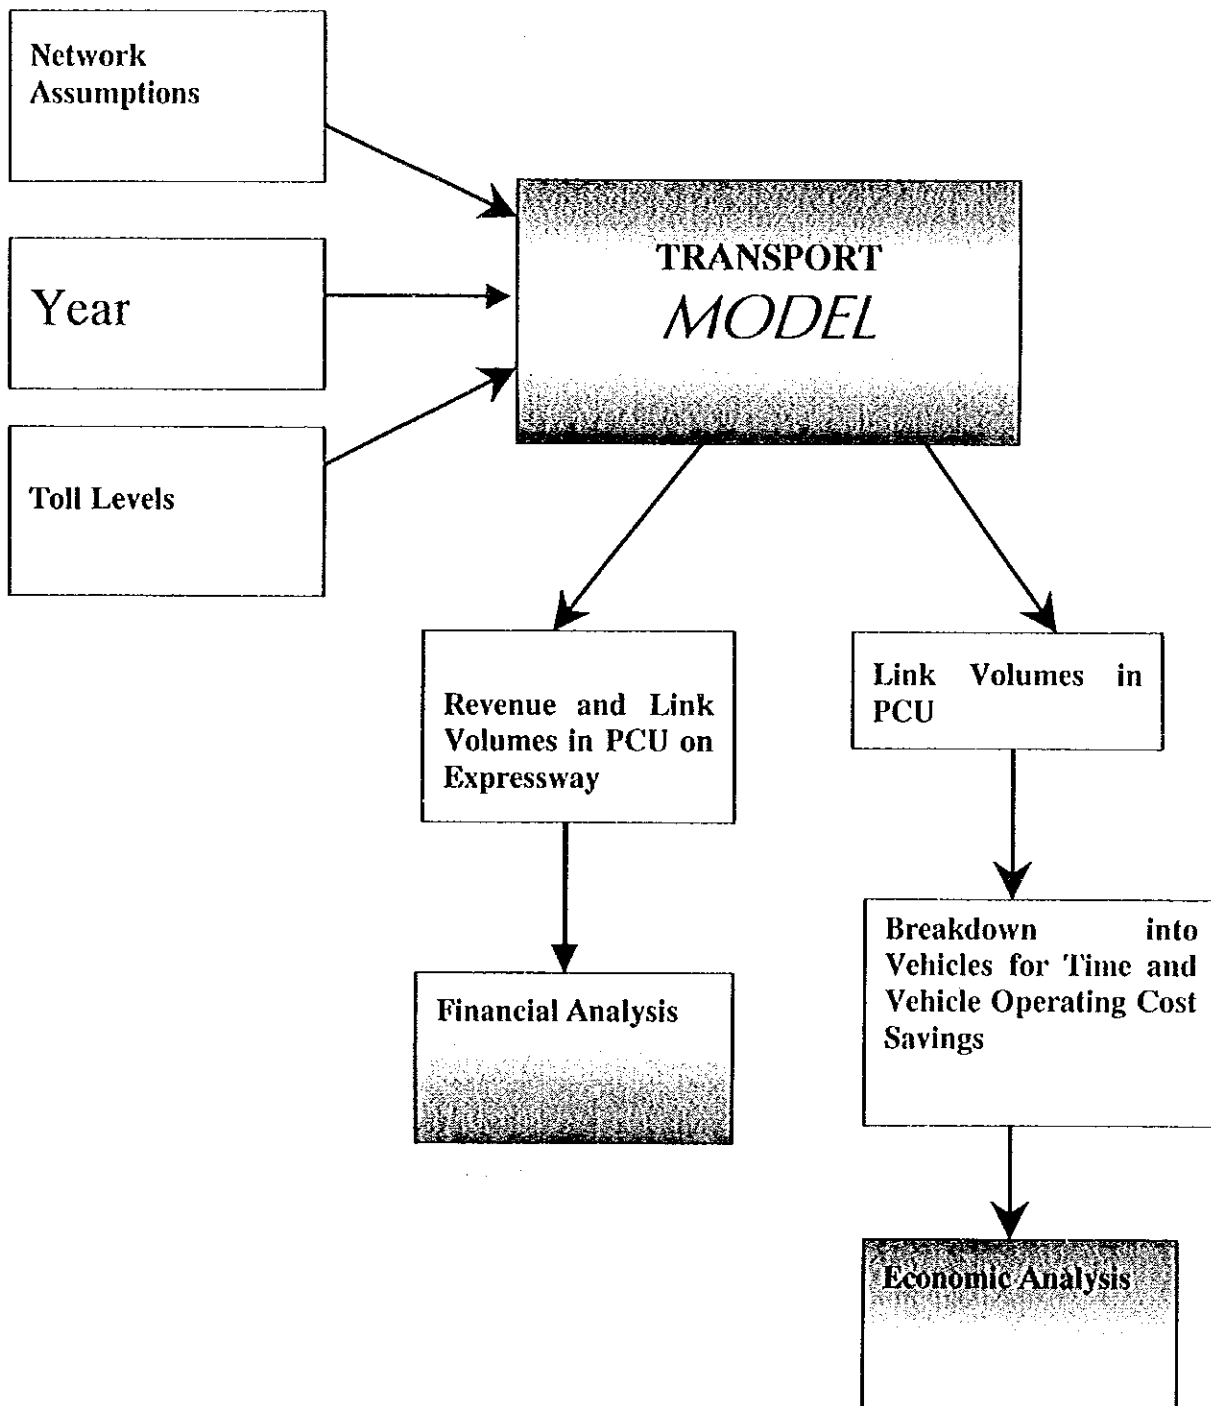 Network
Assumptions
TRANSPORT
MODEL
Year
Toll Levels
Revenue and Link
Volumes in PCU on
Expressway
Link Volumes in
PCU
Financial Analysis
Breakdown into
Vehicles for Time and
Vehicle Operating Cost
Savings
Economic Analysis